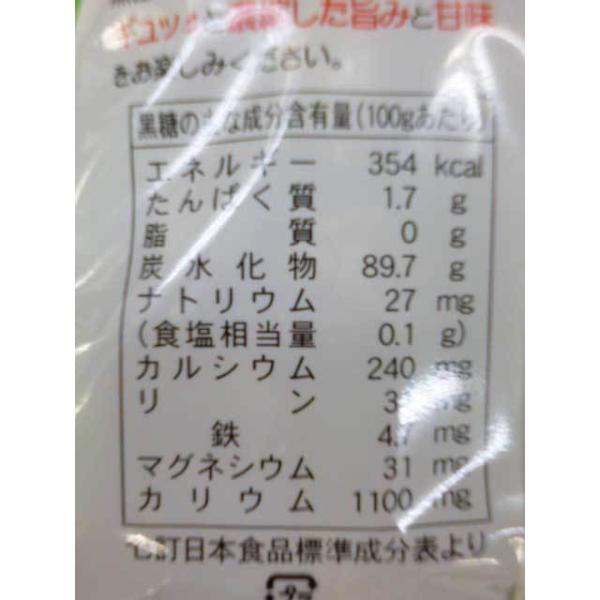 ギュッと凝縮した旨みと甘味
をお楽しみください。
黒糖の主な成分含有量(100gあたり)
エネルギー 354 kcal
たんぱく質 1.7 g
脂質 0 g
炭水化物 89.7 g
ナトリウム 27 mg
(食塩相当量 0.1 g)
カルシウム 240 mg
リン mg
鉄 4.7 mg
マグネシウム 31 mg
カリウム 1100 mg
七訂日本食品標準成分表より